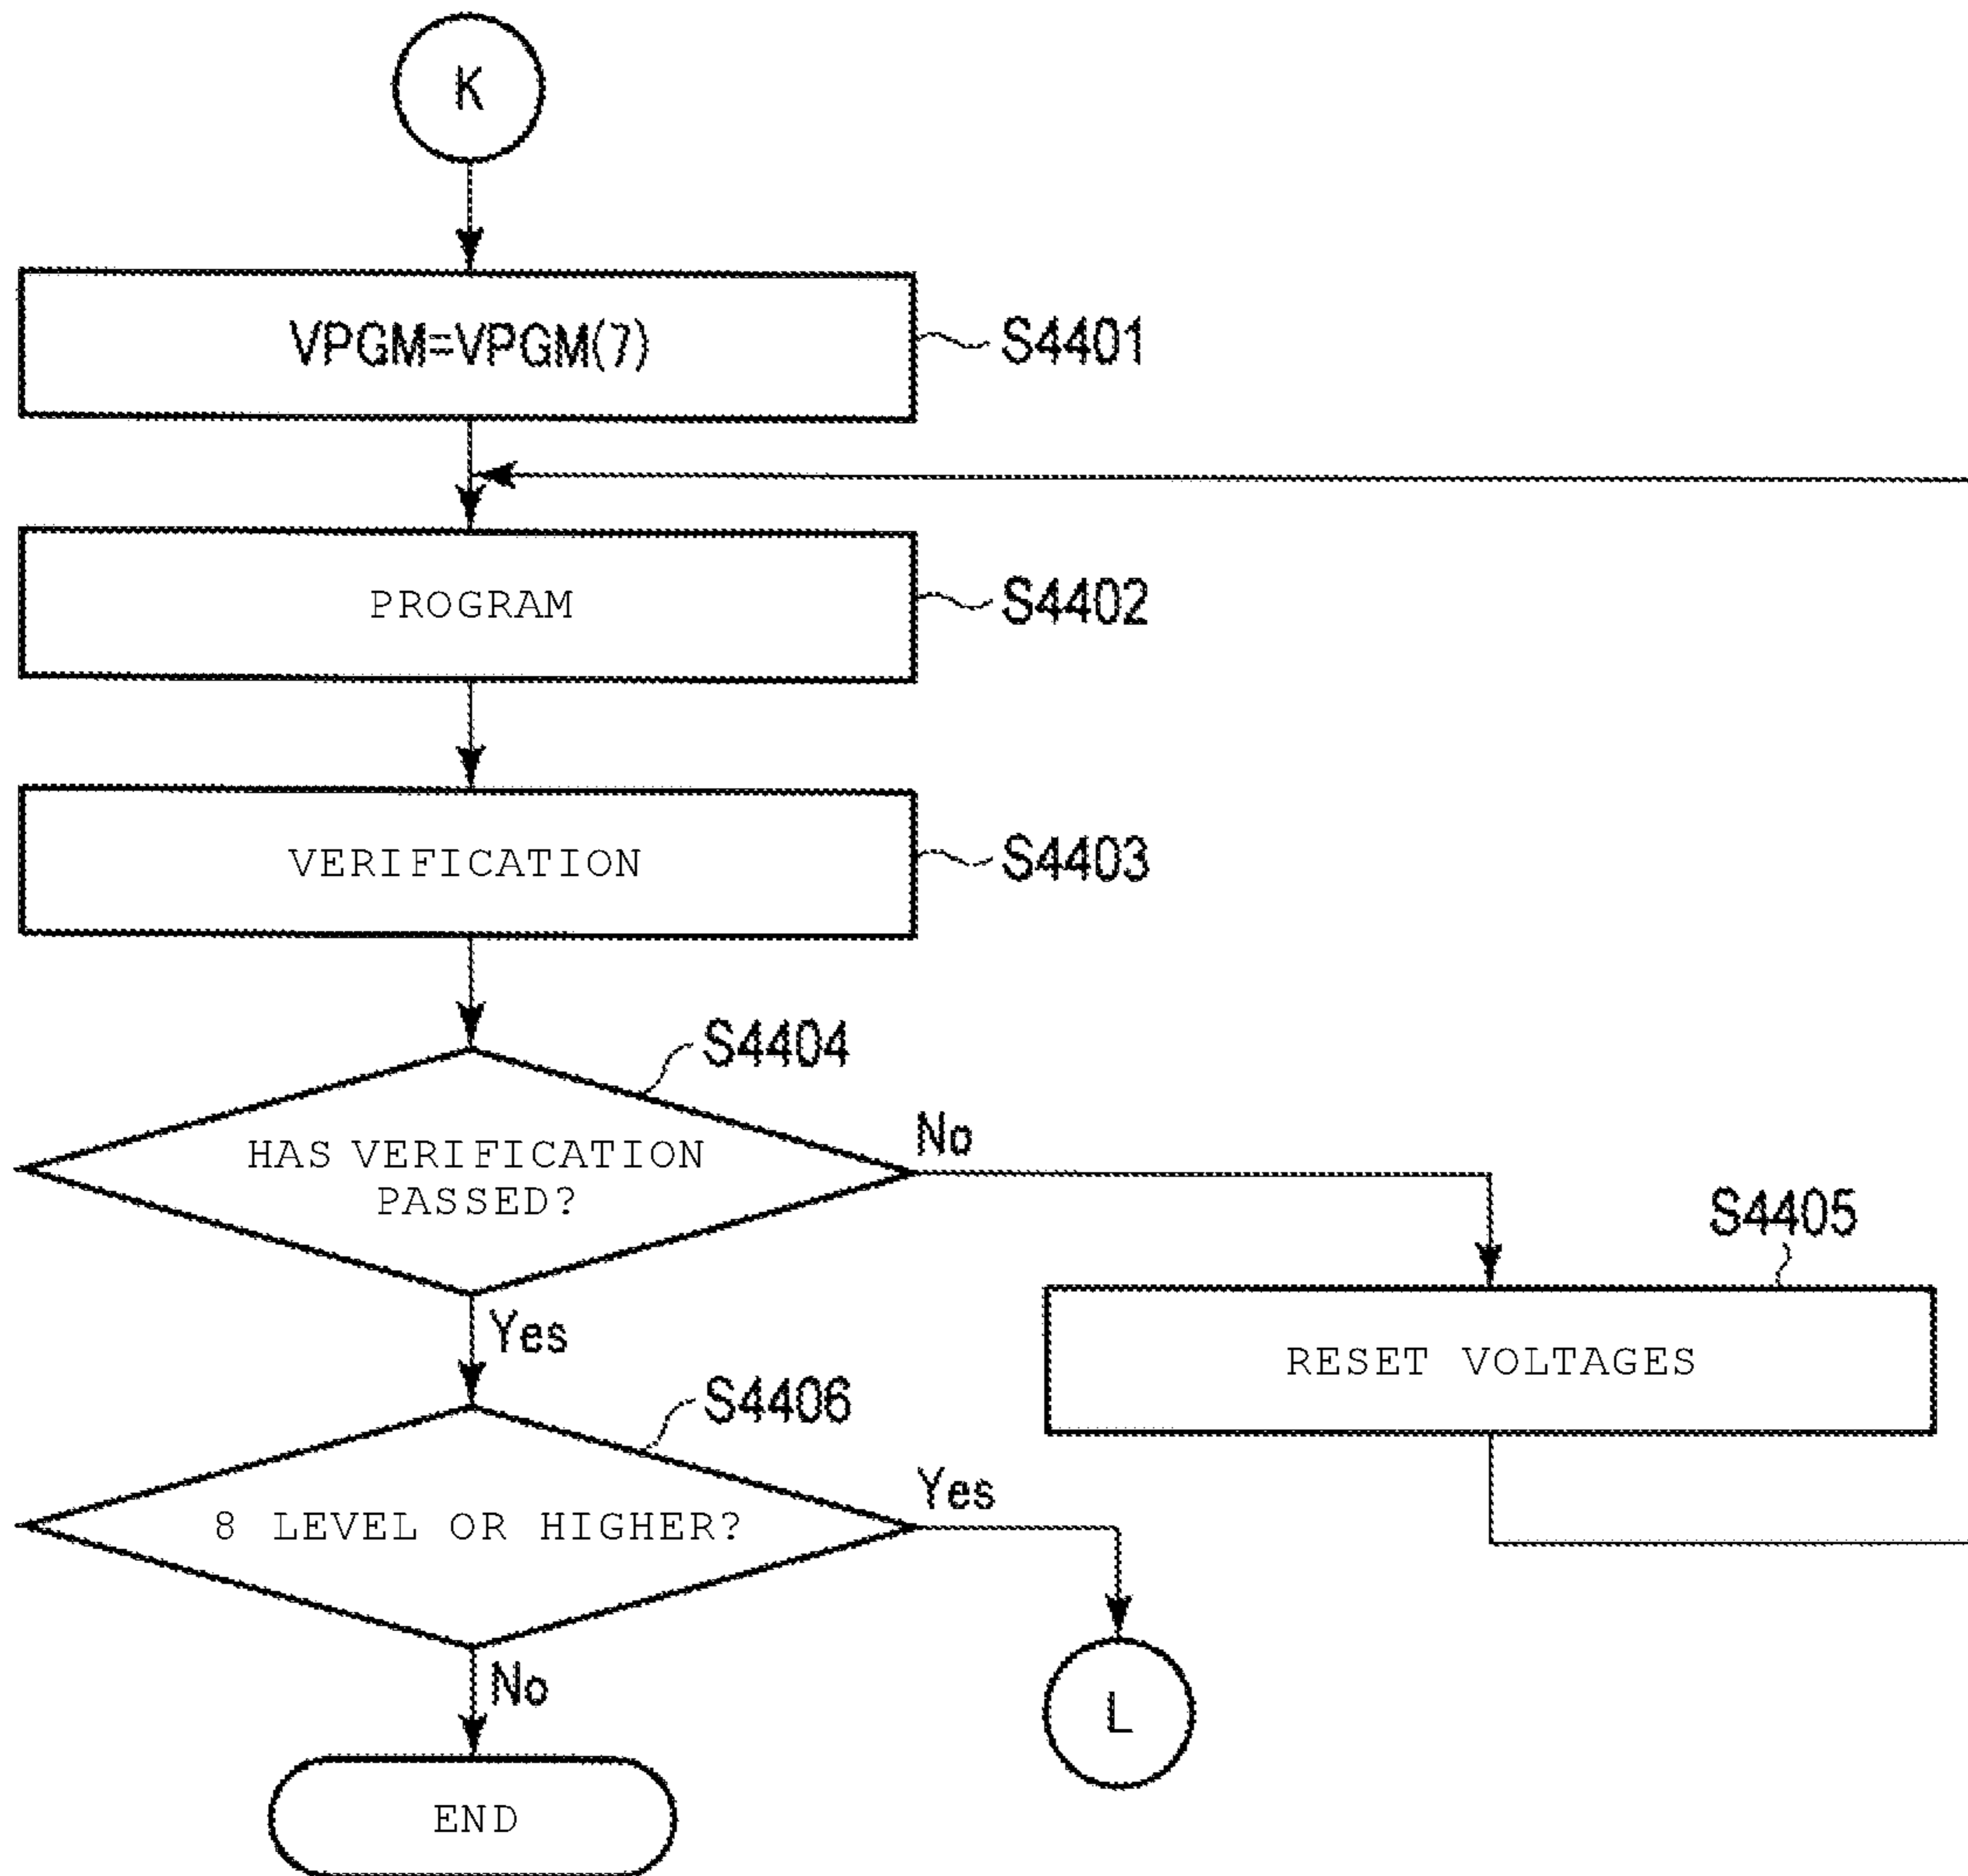 K
VPGM=VPGM(7)
S4401
PROGRAM
S4402
VERIFICATION
S4403
S4404
HAS VERIFICATION
PASSED?
No
S4405
RESET VOLTAGES
Yes
S4406
8 LEVEL OR HIGHER?
Yes
No
L
END